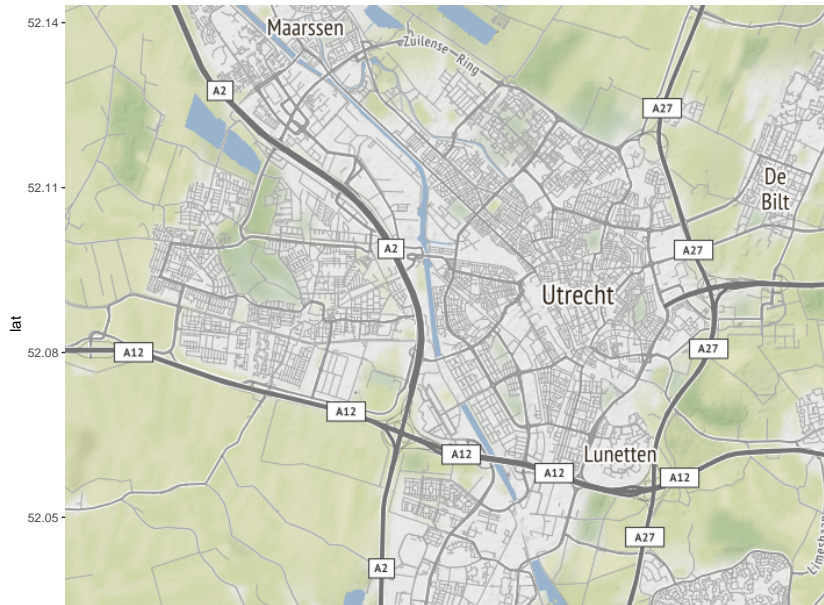 52.14
Maarssen
Zuilense Ring
A2
A27
52.11
De
Bilt
A2
A27
Utrecht
lat
52.08
A12
A27
A12
Lunetten
A12
A12
A12
52.05
A27
Limesbaan
A2